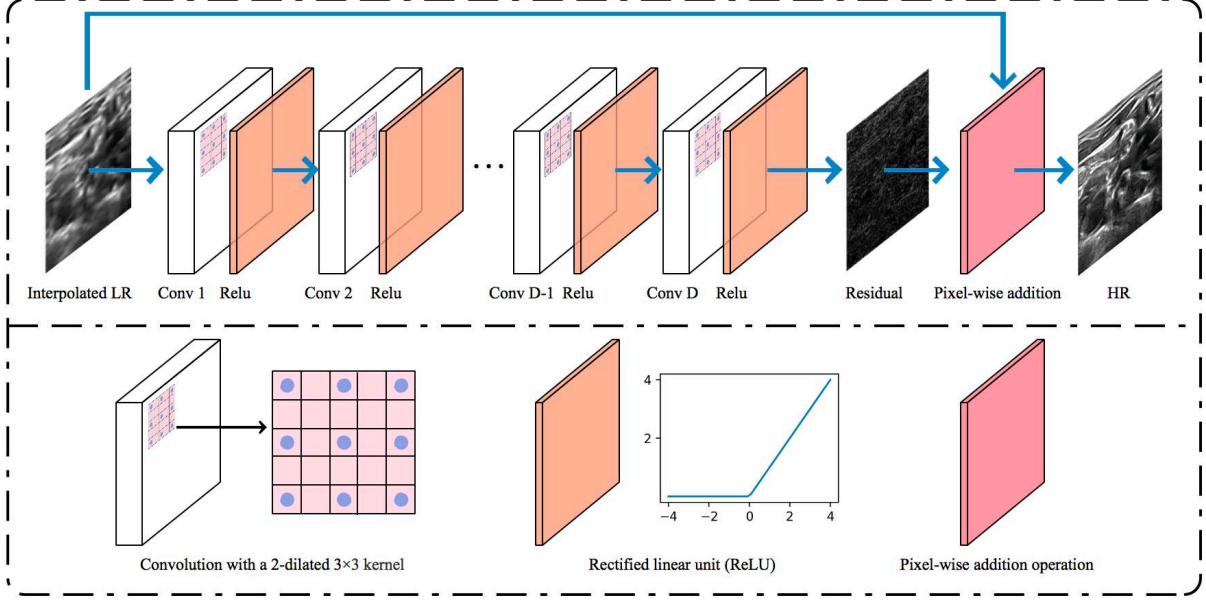 ...
Interpolated LR Conv 1 Relu Conv 2 Relu Conv D-1 Relu Conv D Relu Residual Pixel-wise addition HR
4
2
−4 −2 0 2 4
Convolution with a 2-dilated 3×3 kernel Rectified linear unit (ReLU) Pixel-wise addition operation